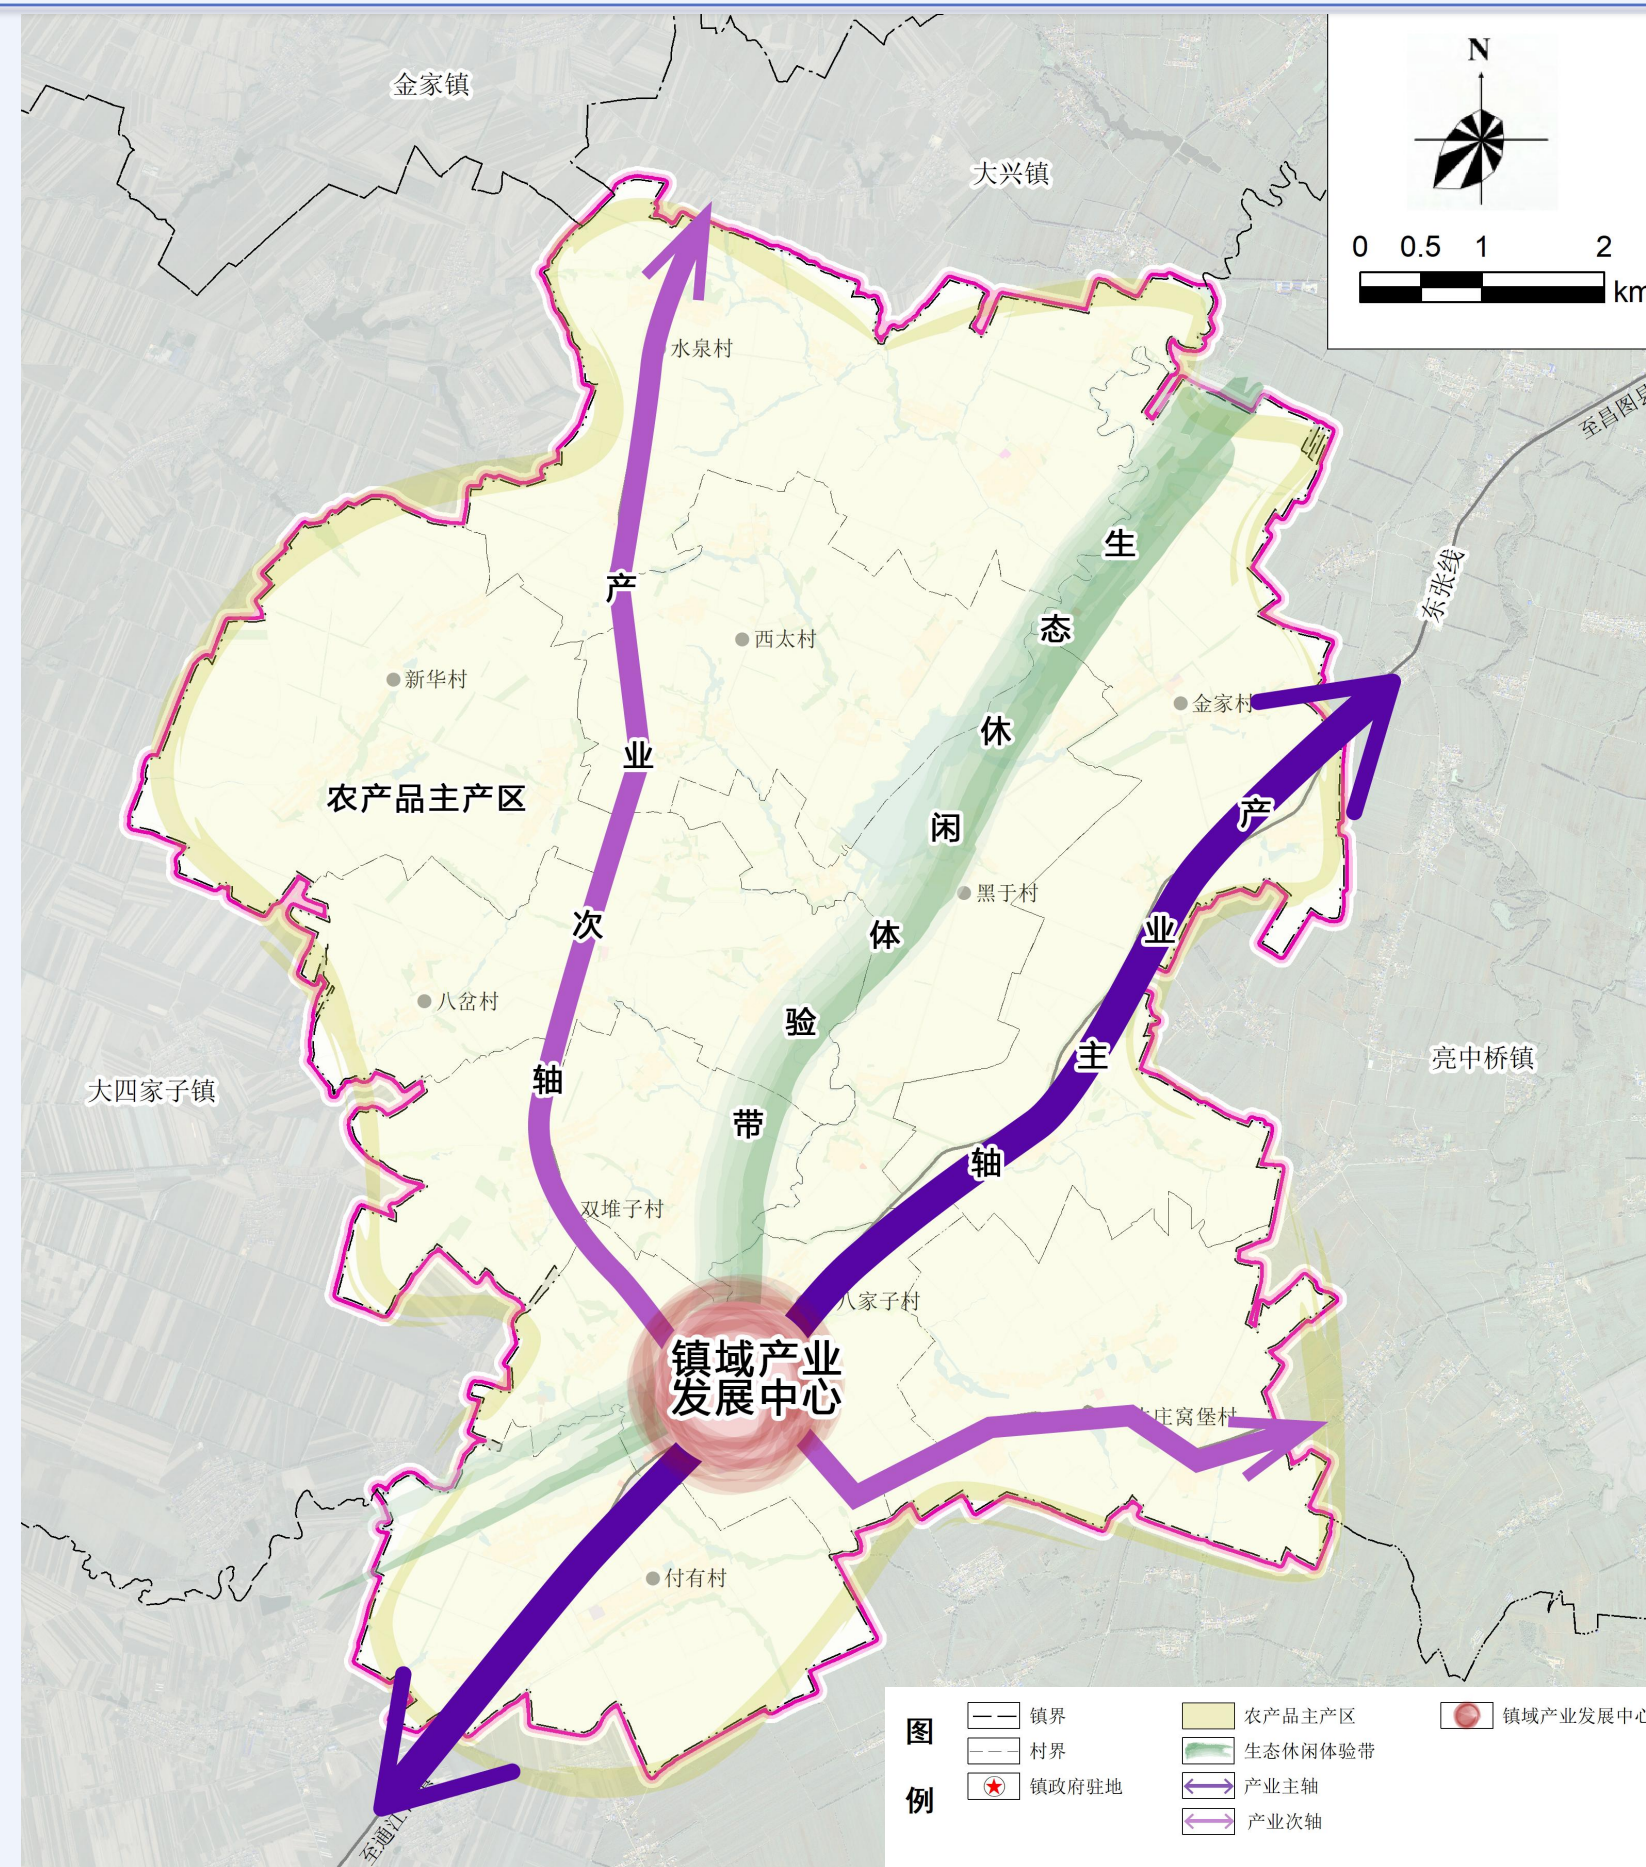 金家镇
大兴镇
N
0 0.5 1 2
km
水泉村
至昌图县
东张线
生态休闲体验带
产业次轴
西太村
新华村
金家村
农产品主产区
产业主轴
黑于村
八岔村
大四家子镇
亮中桥镇
双堆子村
八家子村
镇域产业
发展中心
庄窝堡村
付有村
至通江
图例
镇界
村界
镇政府驻地
农产品主产区
生态休闲体验带
产业主轴
产业次轴
镇域产业发展中心